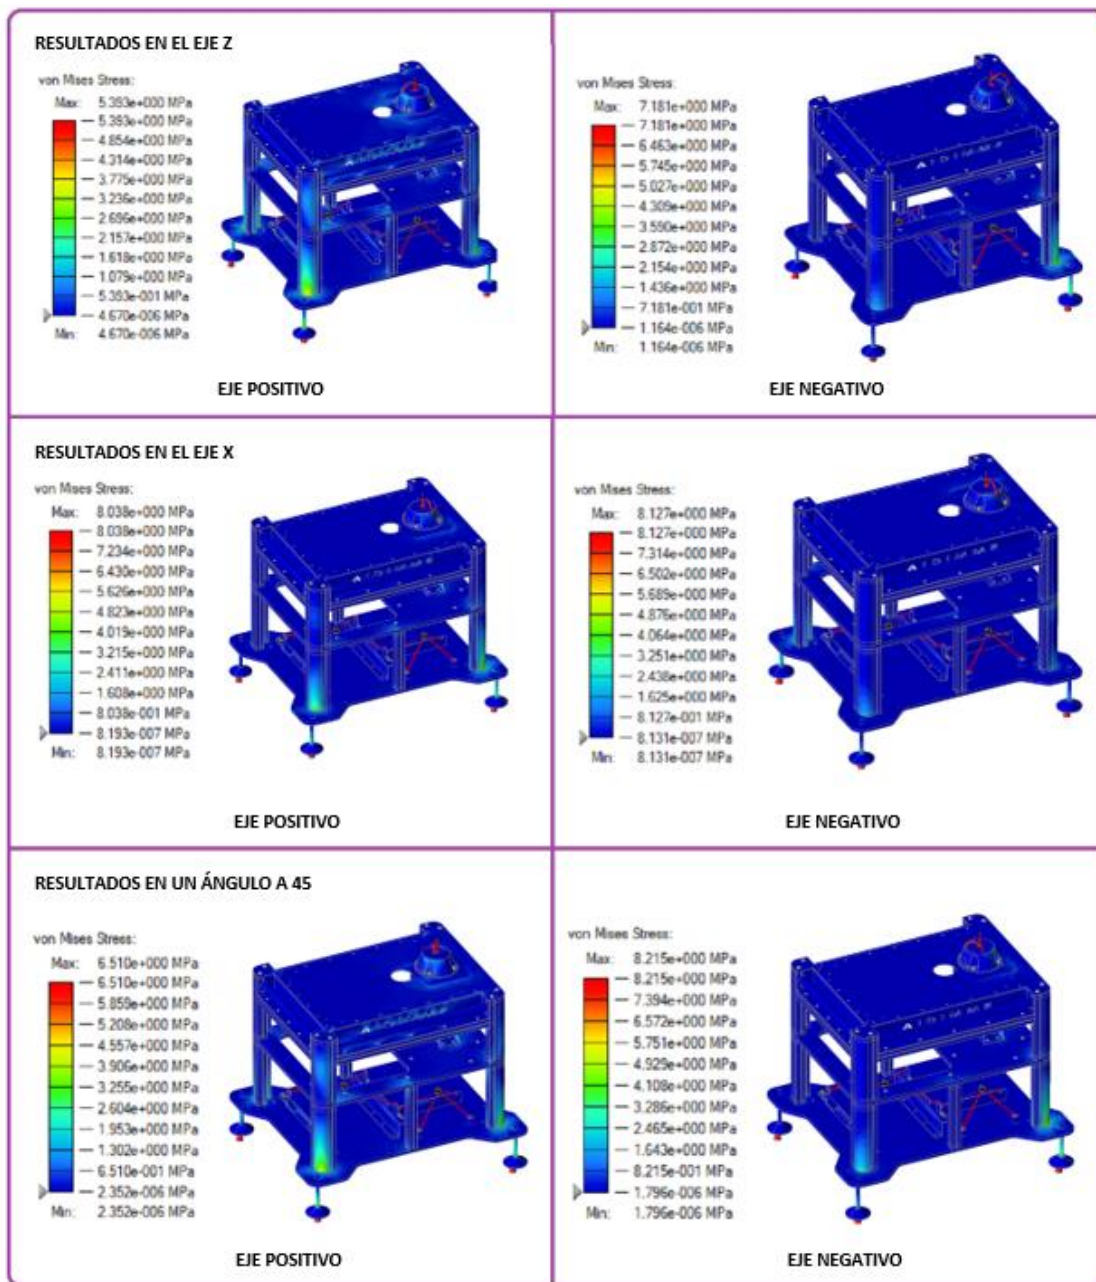 RESULTADOS EN EL EJE Z
von Mises Stress:
Max: 5.393e+000 MPa
5.393e+000 MPa
4.854e+000 MPa
4.314e+000 MPa
3.775e+000 MPa
3.236e+000 MPa
2.696e+000 MPa
2.157e+000 MPa
1.618e+000 MPa
1.079e+000 MPa
5.393e-001 MPa
4.670e-006 MPa
Min: 4.670e-006 MPa
EJE POSITIVO
von Mises Stress:
Max: 7.181e+000 MPa
7.181e+000 MPa
6.463e+000 MPa
5.745e+000 MPa
5.027e+000 MPa
4.309e+000 MPa
3.590e+000 MPa
2.872e+000 MPa
2.154e+000 MPa
1.436e+000 MPa
7.181e-001 MPa
1.164e-006 MPa
Min: 1.164e-006 MPa
AIDIMME
EJE NEGATIVO
RESULTADOS EN EL EJE X
von Mises Stress:
Max: 8.038e+000 MPa
8.038e+000 MPa
7.234e+000 MPa
6.430e+000 MPa
5.626e+000 MPa
4.823e+000 MPa
4.019e+000 MPa
3.215e+000 MPa
2.411e+000 MPa
1.608e+000 MPa
8.038e-001 MPa
8.193e-007 MPa
Min: 8.193e-007 MPa
AIDIMME
EJE POSITIVO
von Mises Stress:
Max: 8.127e+000 MPa
8.127e+000 MPa
7.314e+000 MPa
6.502e+000 MPa
5.689e+000 MPa
4.876e+000 MPa
4.064e+000 MPa
3.251e+000 MPa
2.438e+000 MPa
1.625e+000 MPa
8.127e-001 MPa
8.131e-007 MPa
Min: 8.131e-007 MPa
AIDIMME
EJE NEGATIVO
RESULTADOS EN UN ÁNGULO A 45
von Mises Stress:
Max: 6.510e+000 MPa
6.510e+000 MPa
5.859e+000 MPa
5.208e+000 MPa
4.557e+000 MPa
3.906e+000 MPa
3.255e+000 MPa
2.604e+000 MPa
1.953e+000 MPa
1.302e+000 MPa
6.510e-001 MPa
2.352e-006 MPa
Min: 2.352e-006 MPa
EJE POSITIVO
von Mises Stress:
Max: 8.215e+000 MPa
8.215e+000 MPa
7.394e+000 MPa
6.572e+000 MPa
5.751e+000 MPa
4.929e+000 MPa
4.108e+000 MPa
3.286e+000 MPa
2.465e+000 MPa
1.643e+000 MPa
8.215e-001 MPa
1.796e-006 MPa
Min: 1.796e-006 MPa
AIDIMME
EJE NEGATIVO